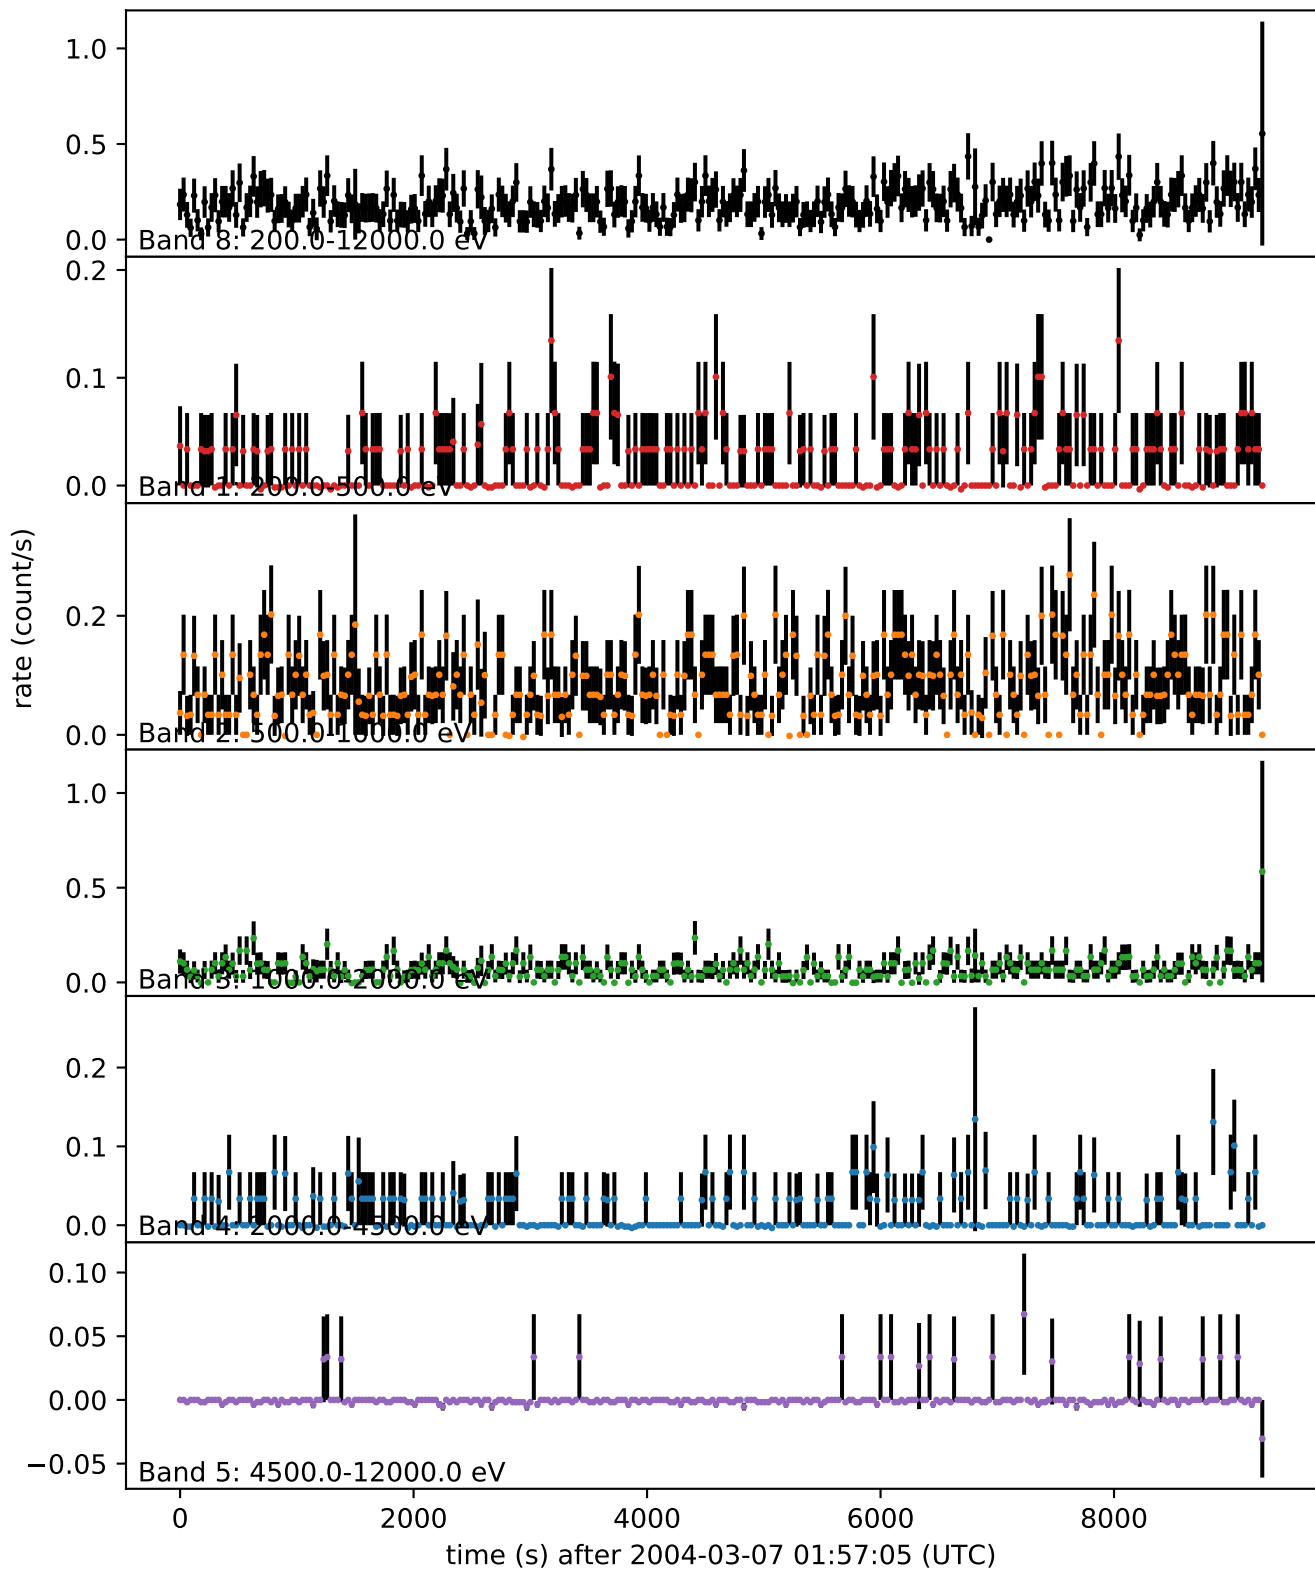 1.0
0.5
0.0
Band 8: 200.0-12000.0 eV
0.2
0.1
0.0
Band 1: 200.0-500.0 eV
0.2
0.0
Band 2: 500.0-1000.0 eV
rate (count/s)
1.0
0.5
0.0
Band 3: 1000.0-2000.0 eV
0.2
0.1
0.0
Band 4: 2000.0-4500.0 eV
0.10
0.05
0.00
−0.05
Band 5: 4500.0-12000.0 eV
0 2000 4000 6000 8000
time (s) after 2004-03-07 01:57:05 (UTC)